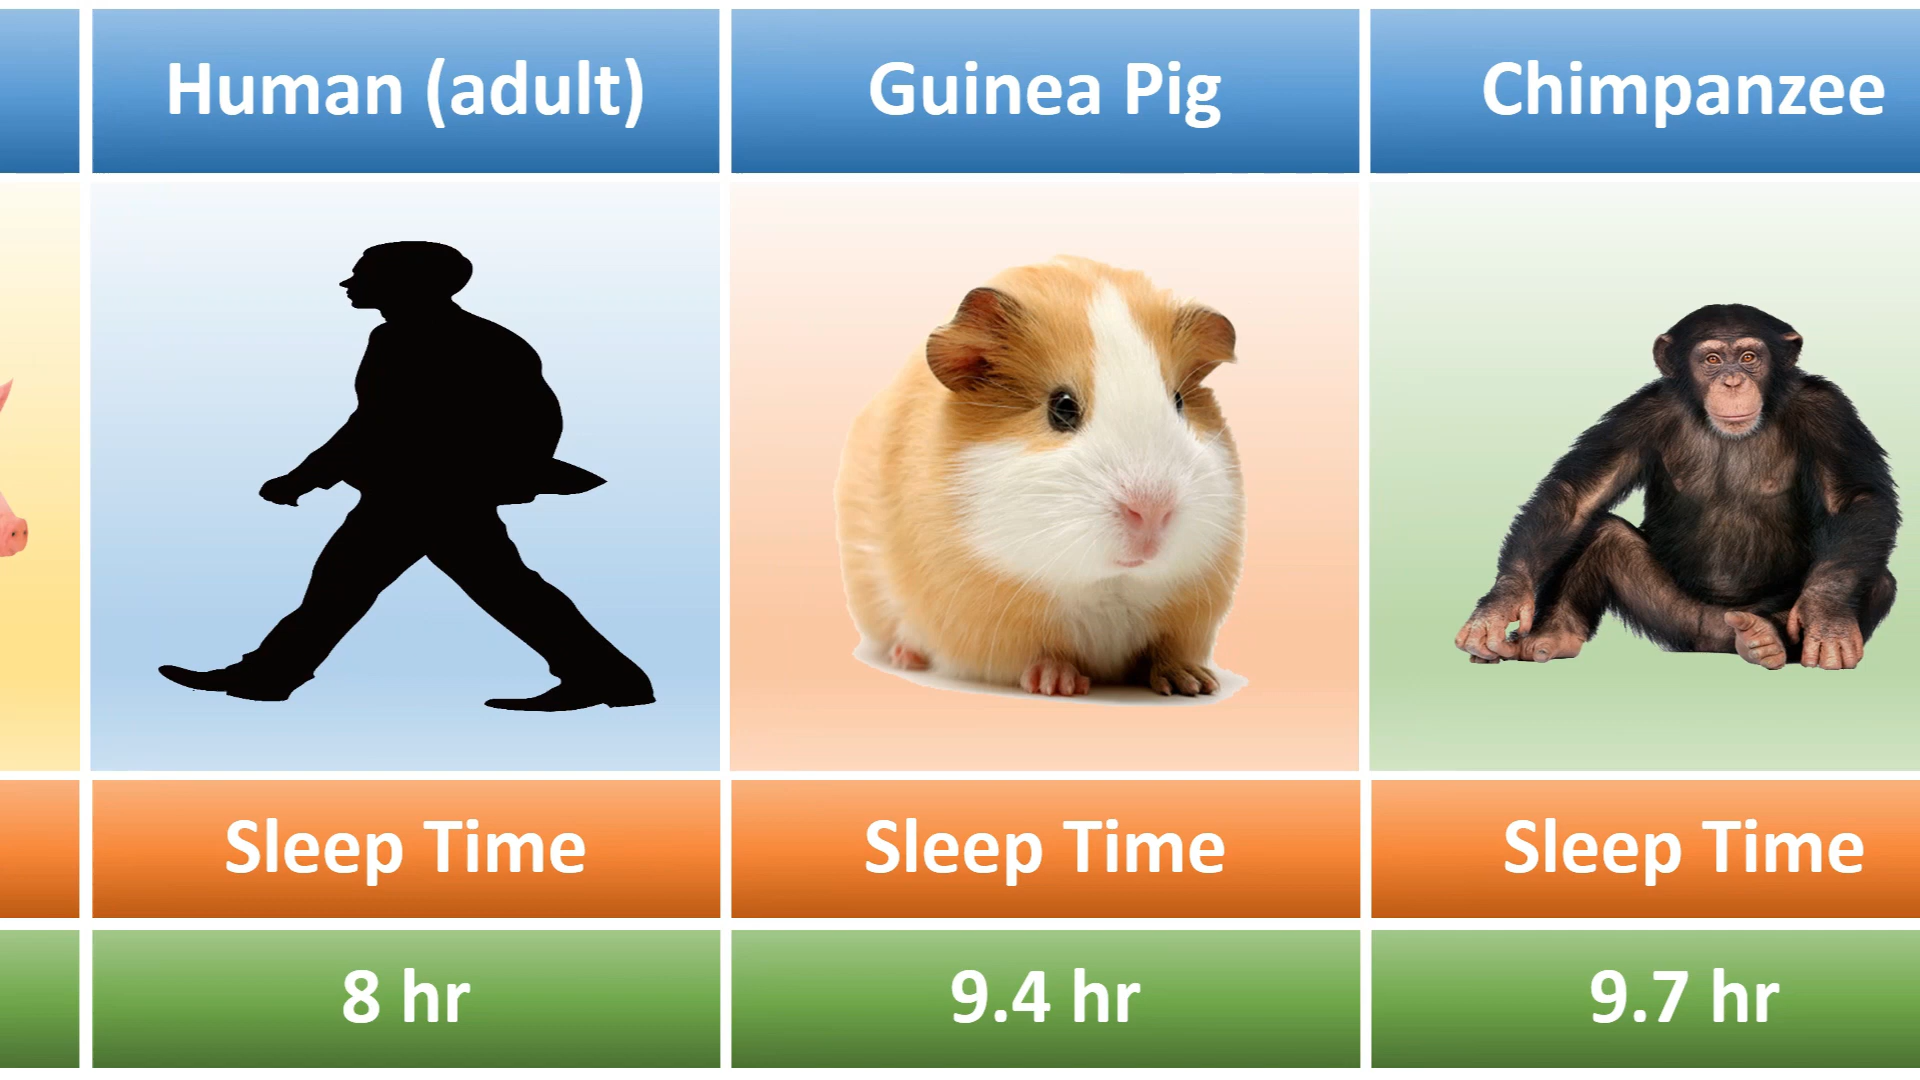 Human (adult)
Guinea Pig
Chimpanzee
Sleep Time
Sleep Time
Sleep Time
8 hr
9.4 hr
9.7 hr